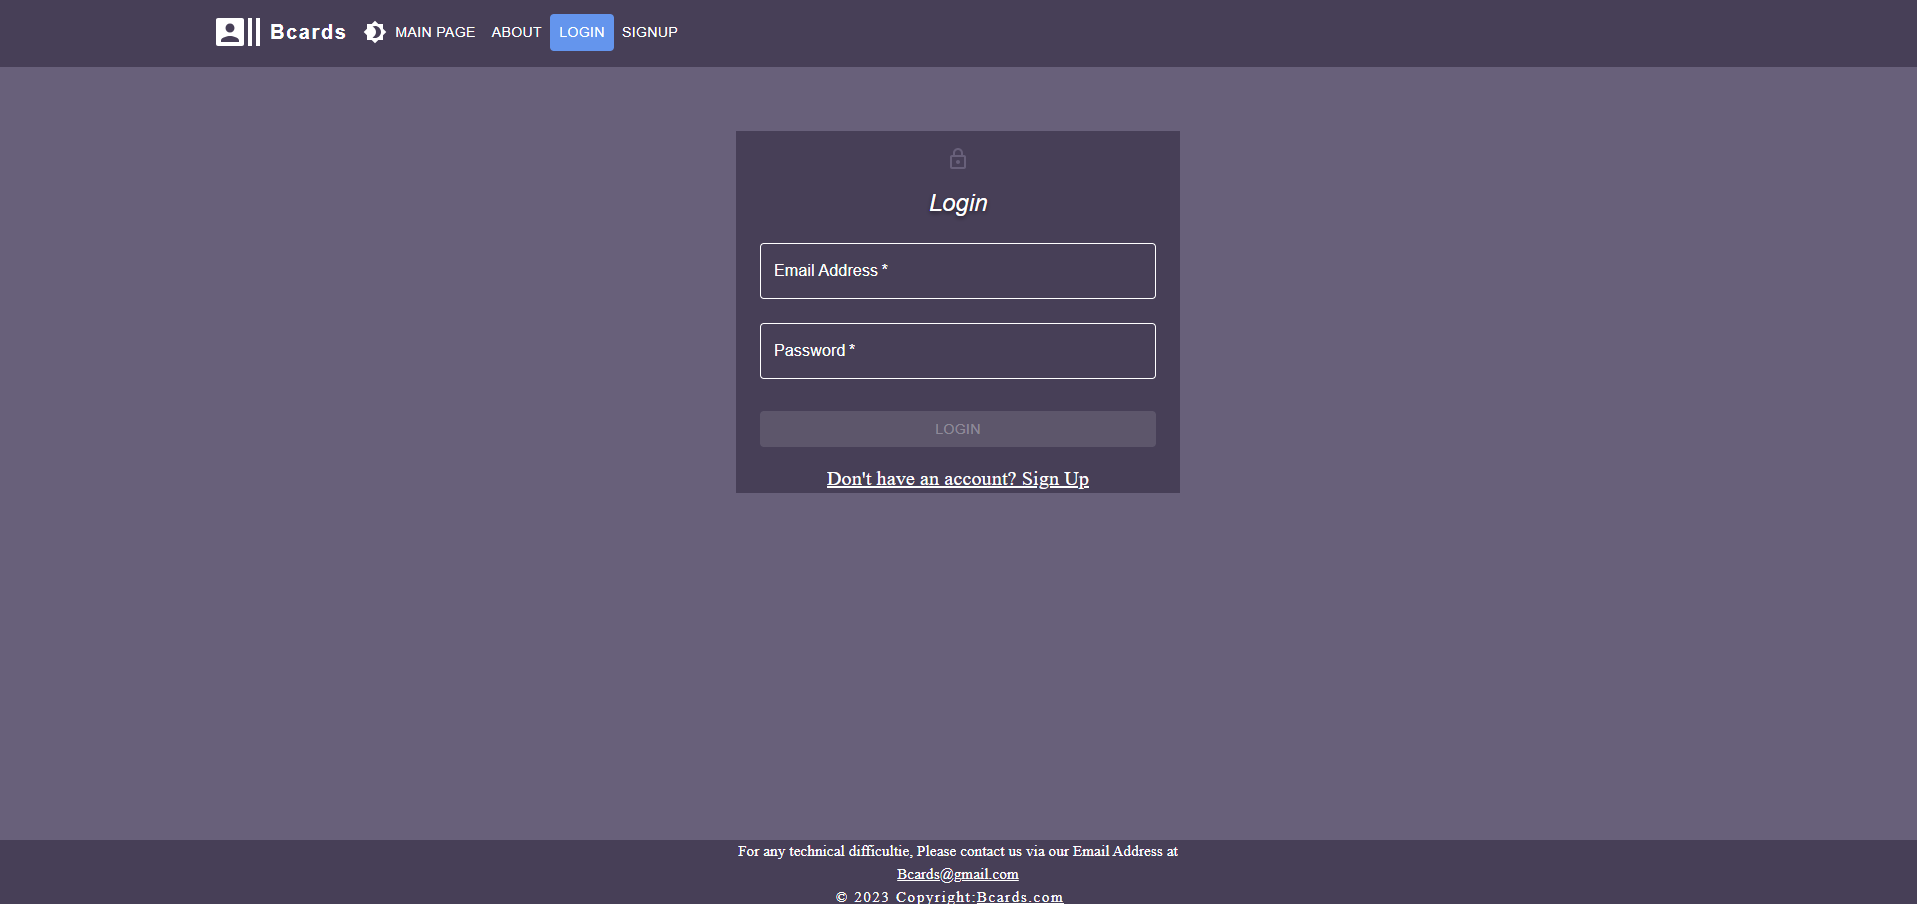 Bcards
MAIN PAGE
ABOUT
LOGIN
SIGNUP
Login
Email Address *
Password *
LOGIN
Don't have an account? Sign Up
For any technical difficultie, Please contact us via our Email Address at
Bcards@gmail.com
© 2023 Copyright:Bcards.com